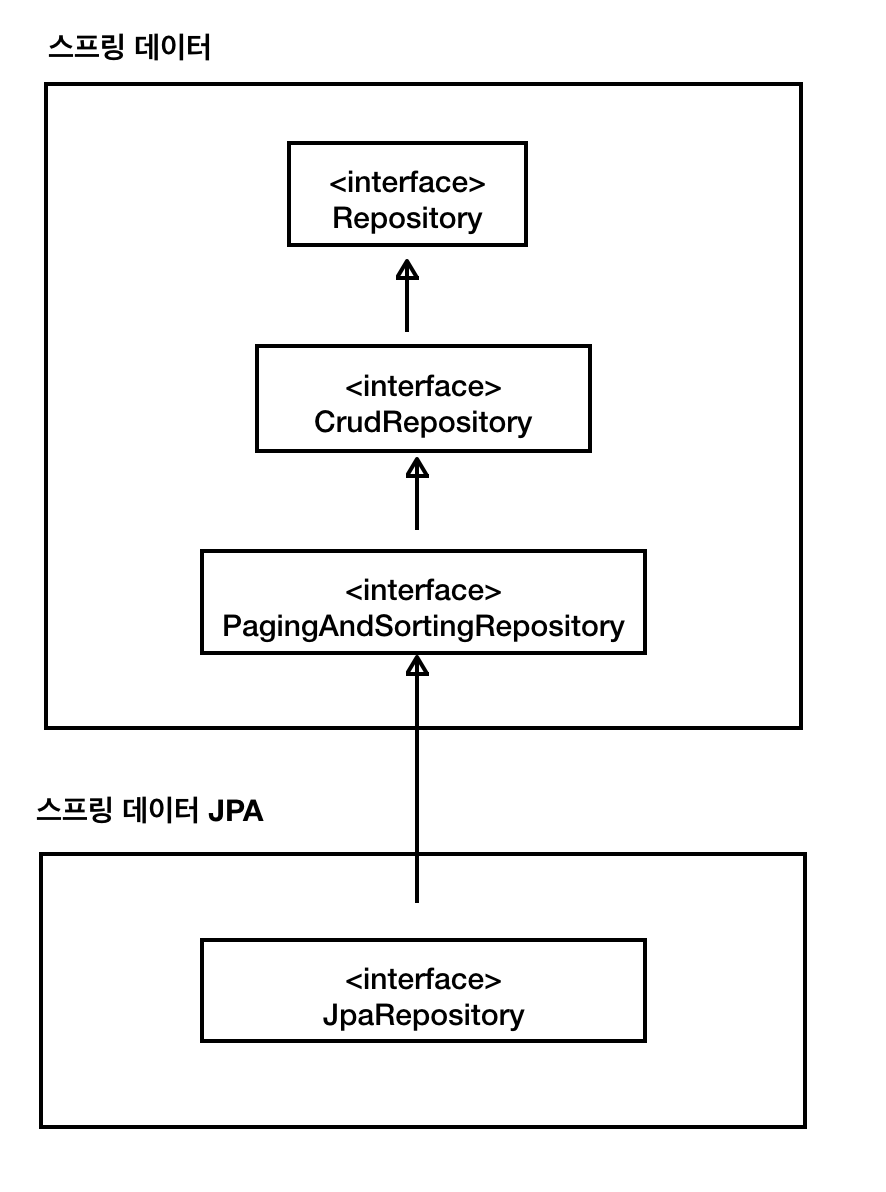 스프링 데이터
<interface>
Repository
<interface>
CrudRepository
<interface>
PagingAndSortingRepository
스프링 데이터 JPA
<interface>
JpaRepository